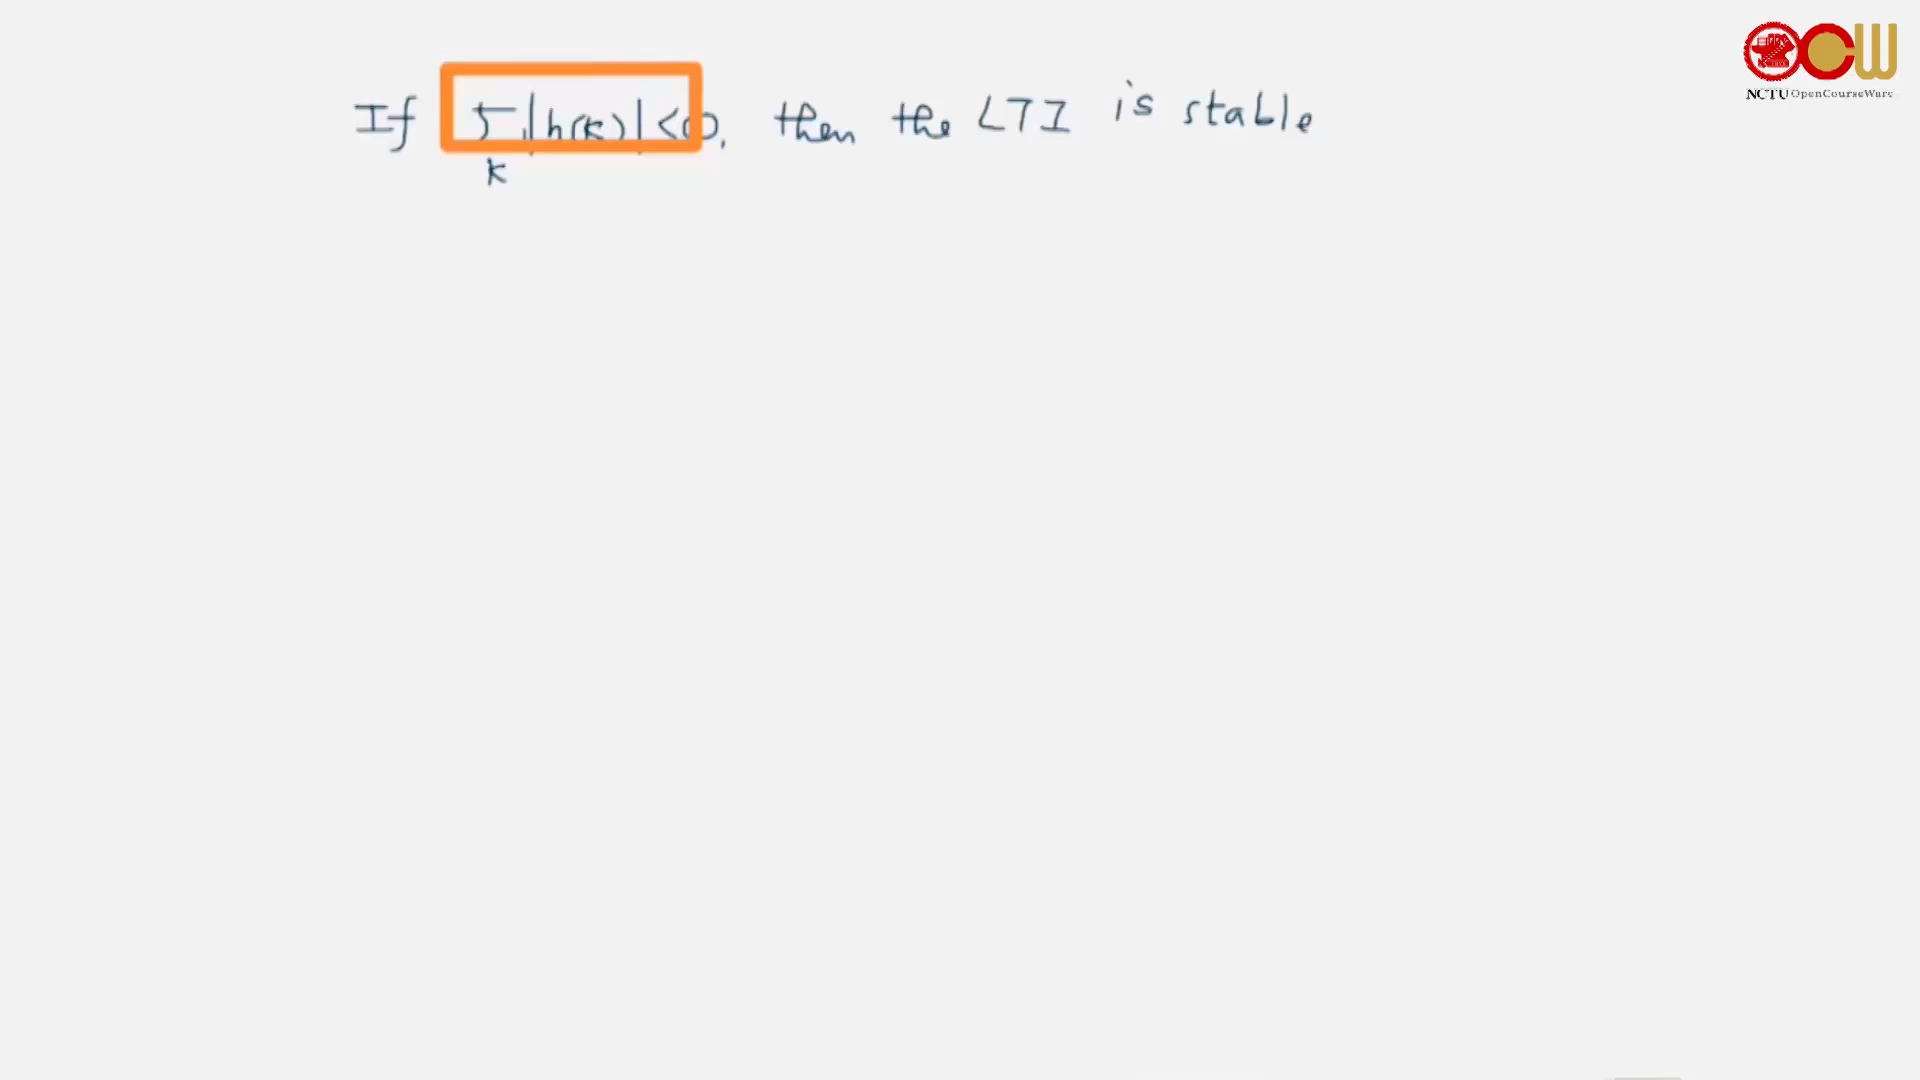 If ∑|h(k)|<∞, then the LTI is stable
k
NCTU OpenCourseWare